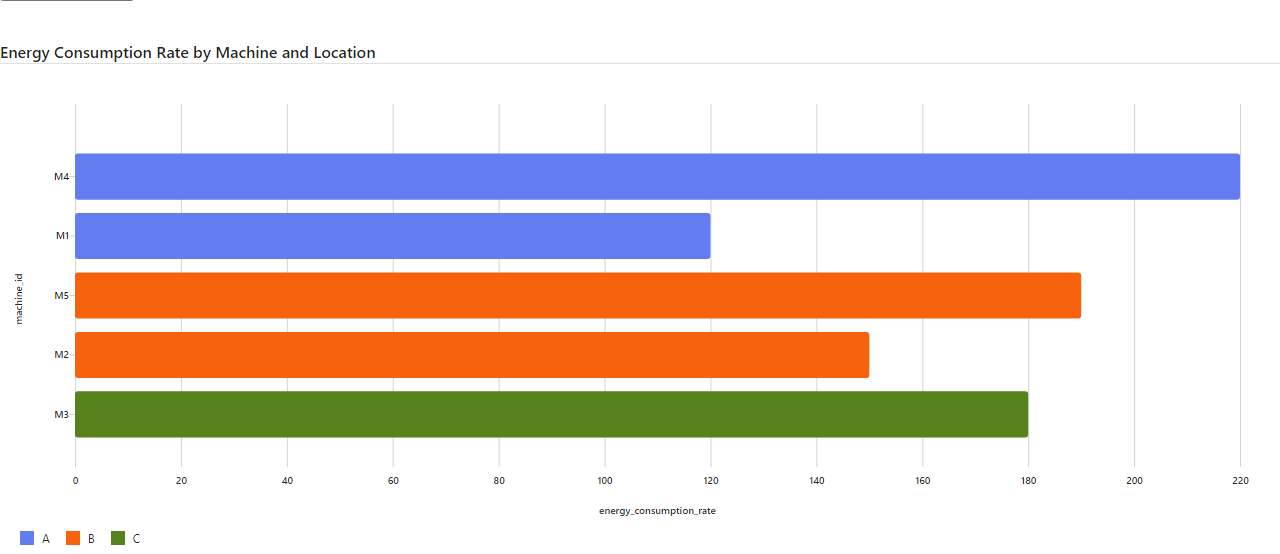 Energy Consumption Rate by Machine and Location
machine_id
M4
M1
M5
M2
M3
0 20 40 60 80 100 120 140 160 180 200 220
energy_consumption_rate
A B C